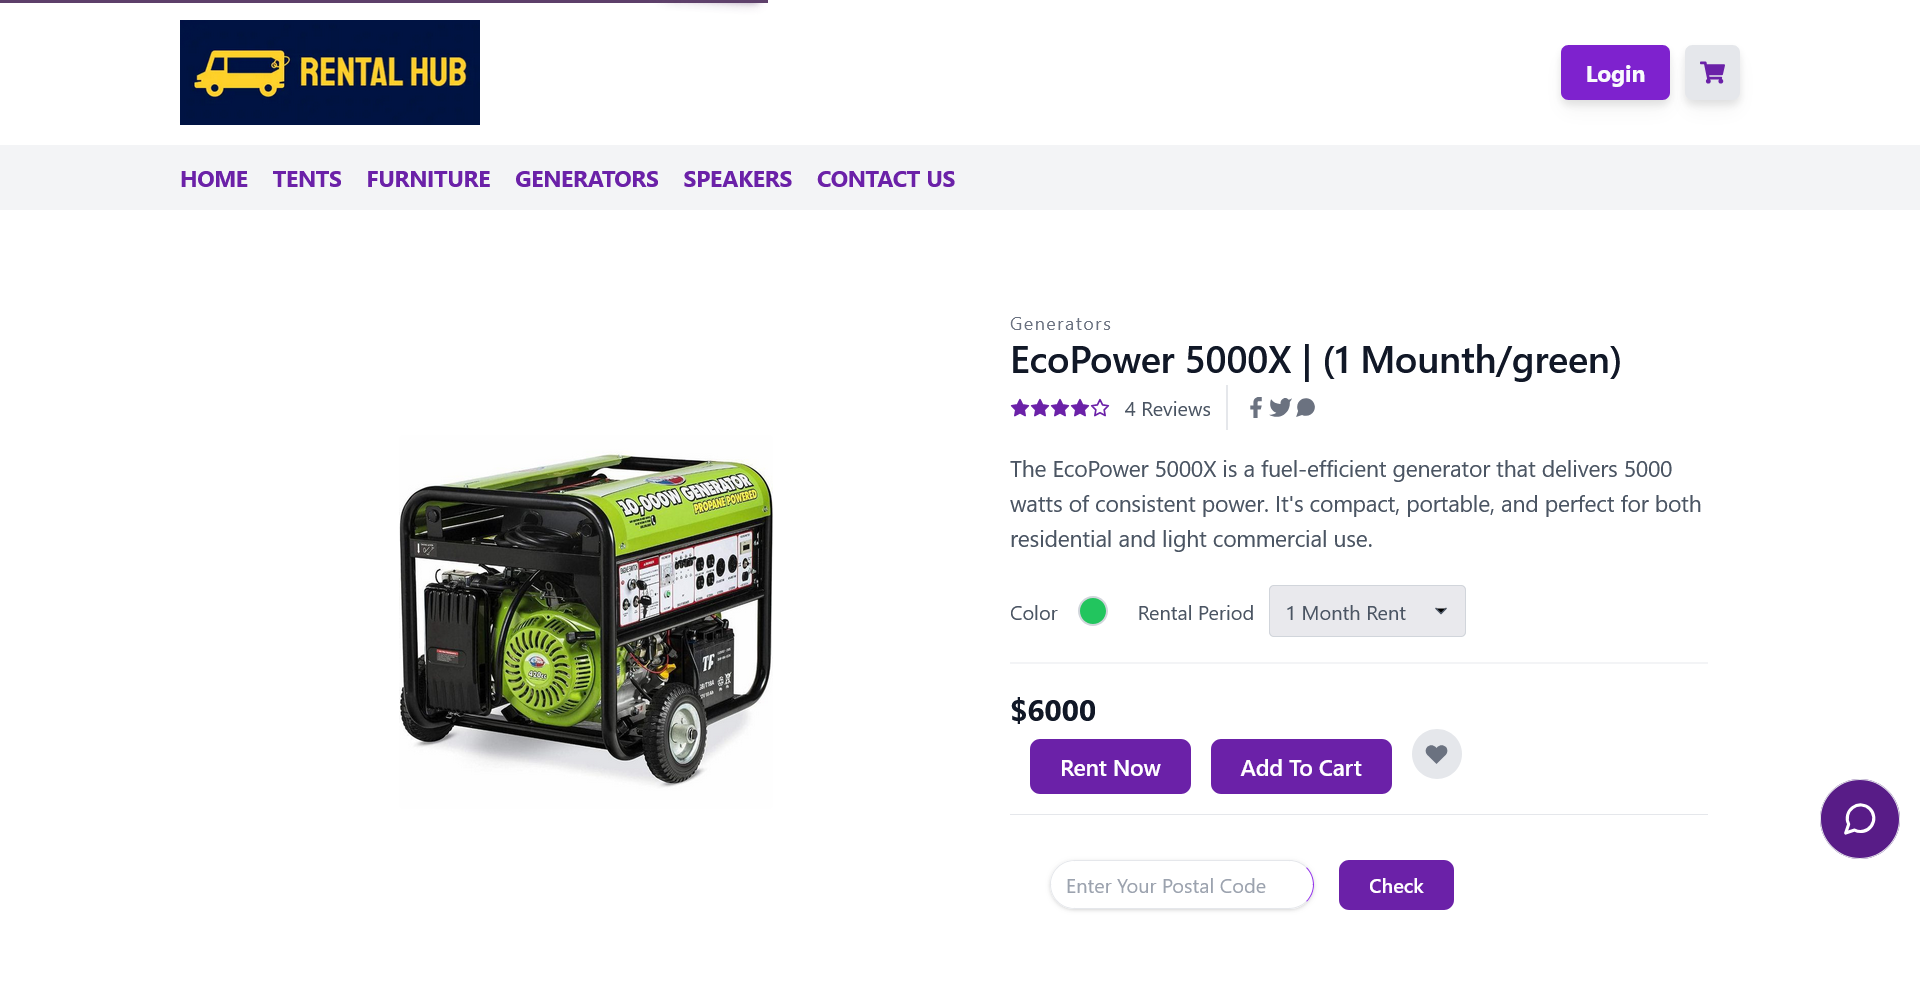 RENTAL HUB
Login
HOME TENTS FURNITURE GENERATORS SPEAKERS CONTACT US
Generators
EcoPower 5000X | (1 Mounth/green)
4 Reviews
The EcoPower 5000X is a fuel-efficient generator that delivers 5000
watts of consistent power. It's compact, portable, and perfect for both
residential and light commercial use.
Color
Rental Period
1 Month Rent
$6000
Rent Now
Add To Cart
Enter Your Postal Code
Check
10,000W GENERATOR
PROPANE POWERED
TF
420cc